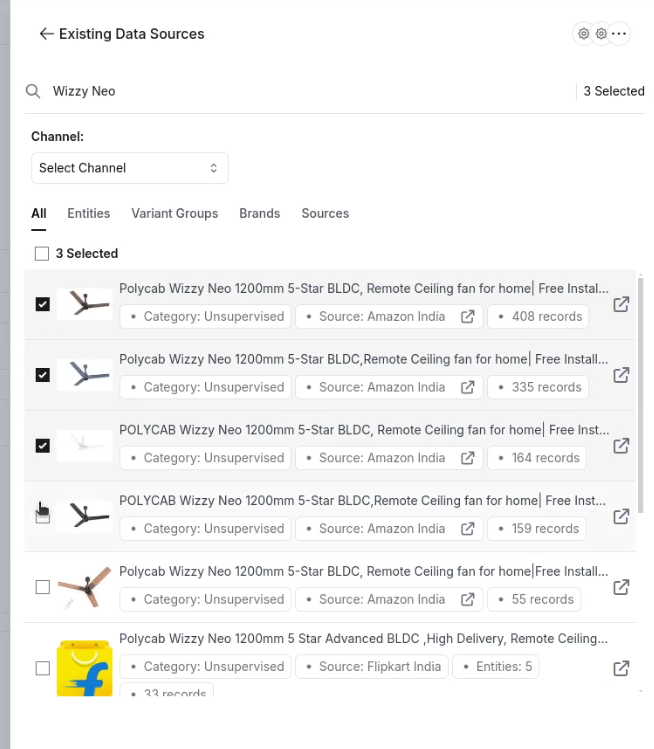 Existing Data Sources
Wizzy Neo
3 Selected
Channel:
Select Channel
All Entities Variant Groups Brands Sources
3 Selected
Polycab Wizzy Neo 1200mm 5-Star BLDC, Remote Ceiling fan for home| Free Instal...
• Category: Unsupervised • Source: Amazon India • 408 records
Polycab Wizzy Neo 1200mm 5-Star BLDC,Remote Ceiling fan for home| Free Install...
• Category: Unsupervised • Source: Amazon India • 335 records
POLYCAB Wizzy Neo 1200mm 5-Star BLDC, Remote Ceiling fan for home| Free Inst...
• Category: Unsupervised • Source: Amazon India • 164 records
POLYCAB Wizzy Neo 1200mm 5-Star BLDC,Remote Ceiling fan for home| Free Inst...
• Category: Unsupervised • Source: Amazon India • 159 records
Polycab Wizzy Neo 1200mm 5-Star BLDC, Remote Ceiling fan for home|Free Install...
• Category: Unsupervised • Source: Amazon India • 55 records
Polycab Wizzy Neo 1200mm 5 Star Advanced BLDC ,High Delivery, Remote Ceiling...
• Category: Unsupervised • Source: Flipkart India • Entities: 5
• 33 records